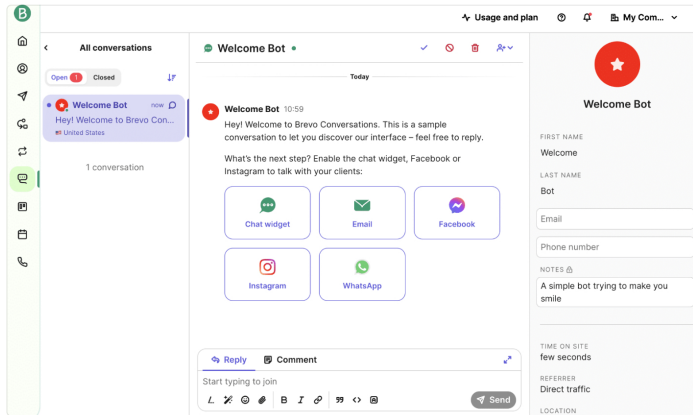 B
Usage and plan
My Com...
All conversations
Open 1 Closed
Welcome Bot now
Hey! Welcome to Brevo Con...
United States
1 conversation
Welcome Bot
Today
Welcome Bot 10:59
Hey! Welcome to Brevo Conversations. This is a sample
conversation to let you discover our interface – feel free to reply.
What's the next step? Enable the chat widget, Facebook or
Instagram to talk with your clients:
Chat widget
Email
Facebook
Instagram
WhatsApp
Reply
Comment
Start typing to join
B I
Send
Welcome Bot
FIRST NAME
Welcome
LAST NAME
Bot
Email
Phone number
NOTES
A simple bot trying to make you
smile
TIME ON SITE
few seconds
REFERRER
Direct traffic
LOCATION